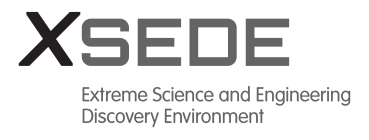 XSEDE
Extreme Science and Engineering
Discovery Environment